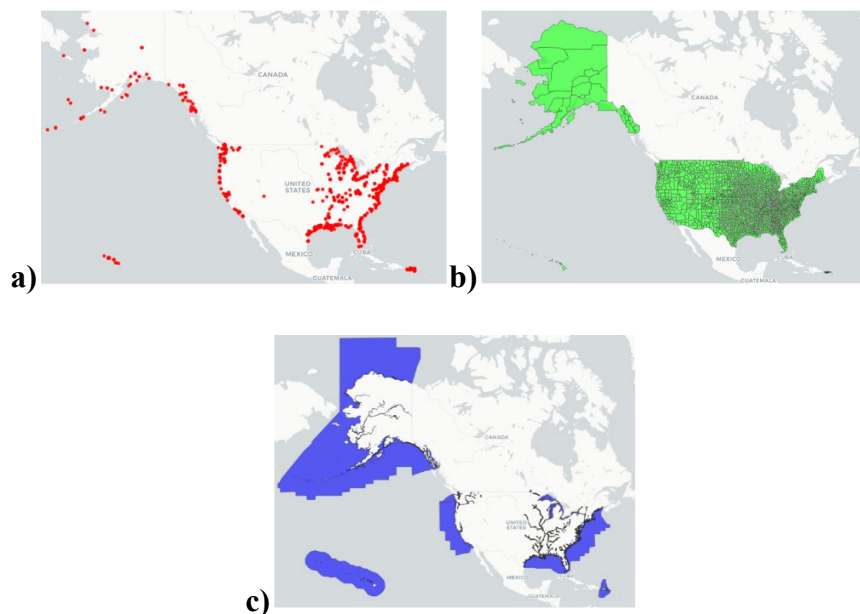 CANADA
UNITED
STATES
MEXICO
CUBA
GUATEMALA
a)
CANADA
MEXICO
CUBA
GUATEMALA
b)
CANADA
UNITED
STATES
MEXICO
CUBA
GUATEMALA
c)